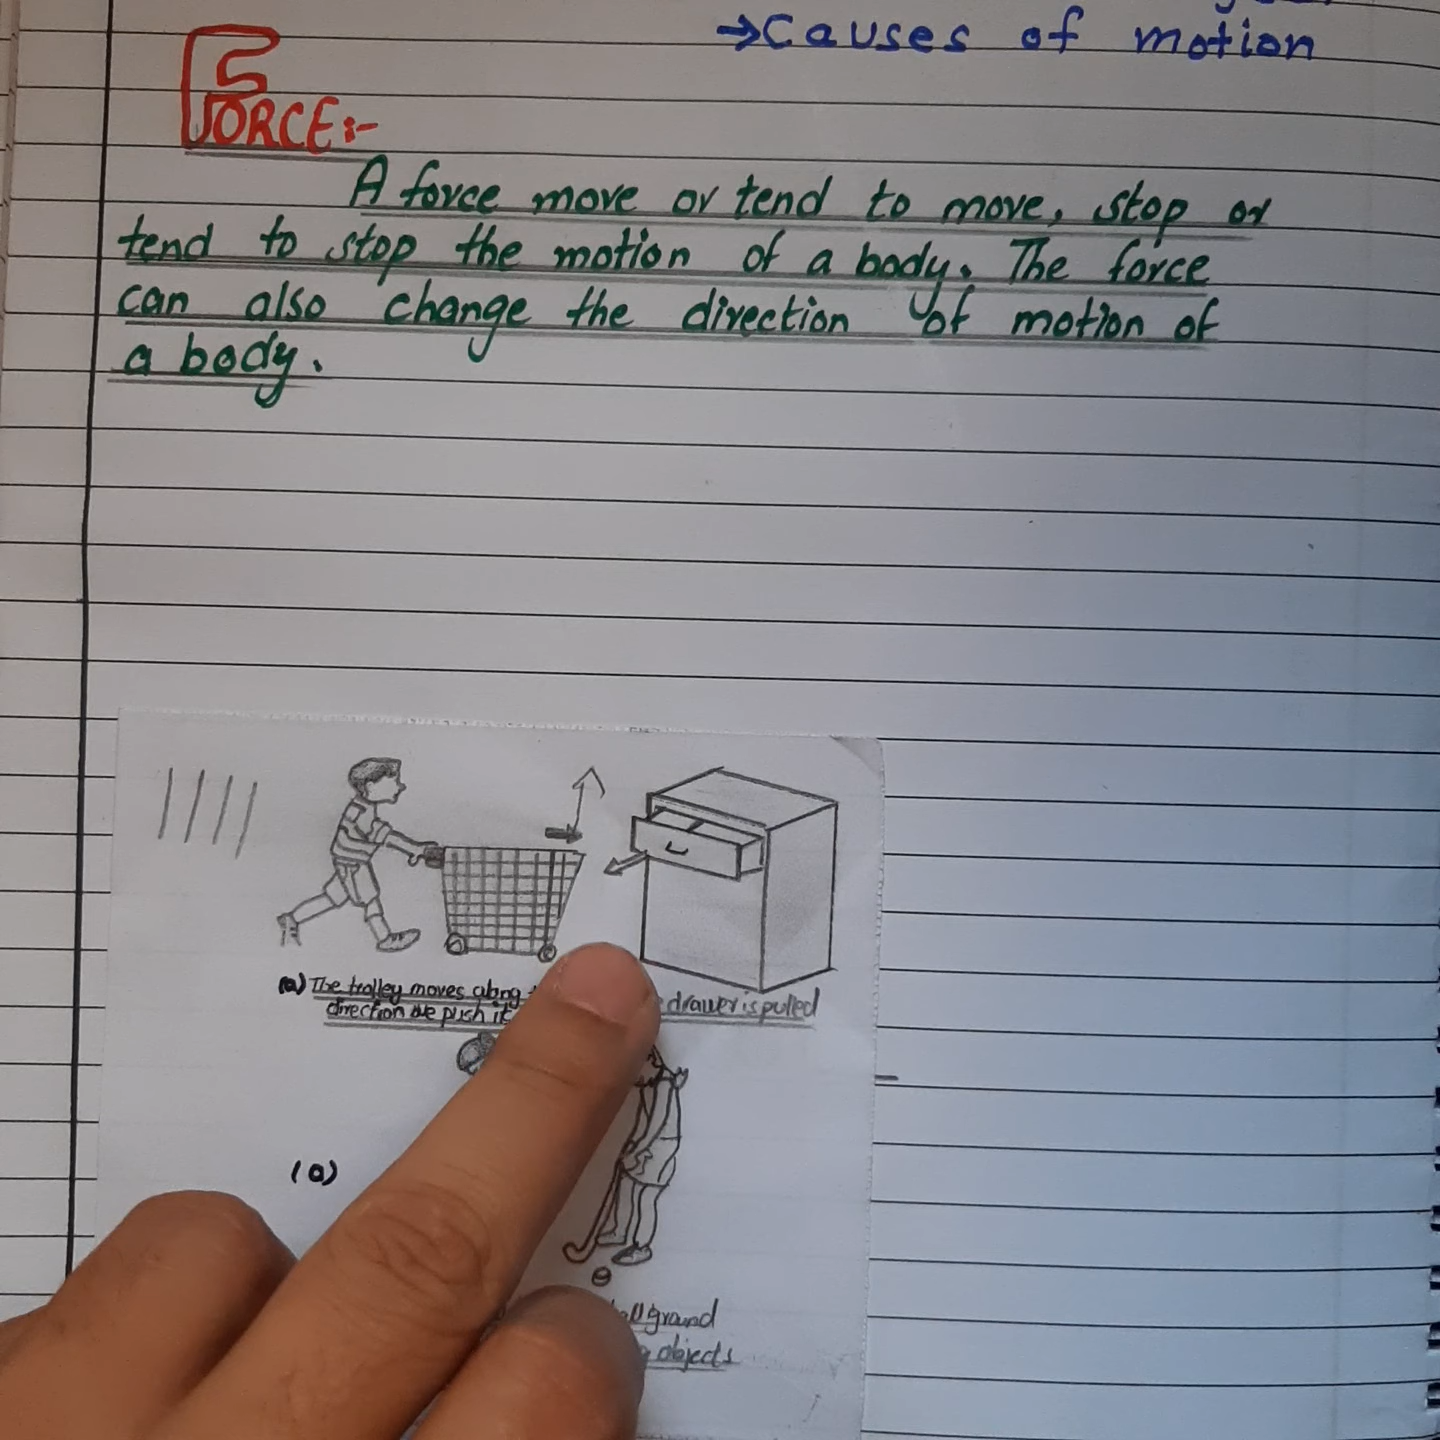 →Causes of motion
FORCE:-
A force move or tend to move, stop or
tend to stop the motion of a body. The force
can also change the direction of motion of
a body.
(a) The trolley moves along
direction we push it
drawer is pulled
(a)
ground
objects